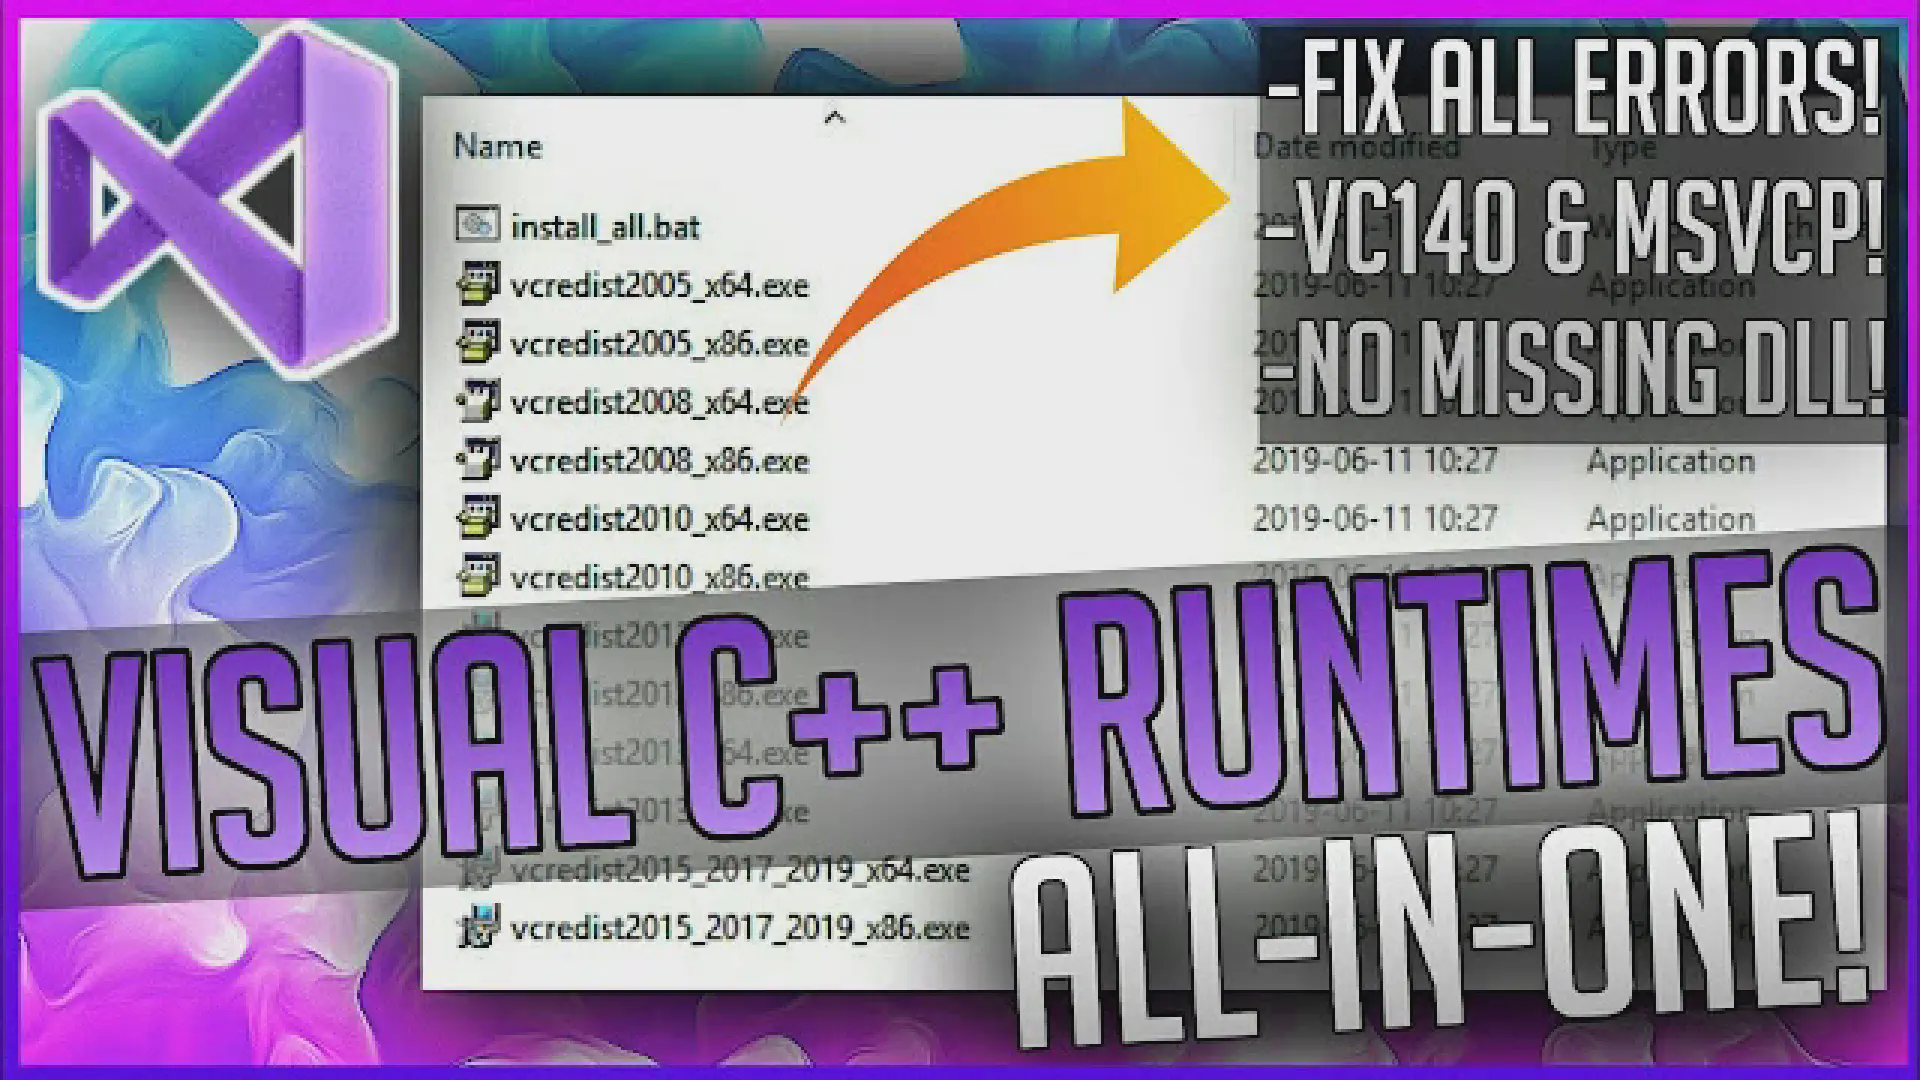 -FIX ALL ERRORS!
Name Date modified Type
-VC140 & MSVCP!
install_all.bat
vcredist2005_x64.exe 2019-06-11 10:27 Application
-NO MISSING DLL!
vcredist2005_x86.exe
vcredist2008_x64.exe
vcredist2008_x86.exe 2019-06-11 10:27 Application
vcredist2010_x64.exe 2019-06-11 10:27 Application
vcredist2010_x86.exe
VISUAL C++ RUNTIMES
vcredist2015_2017_2019_x64.exe
vcredist2015_2017_2019_x86.exe
ALL-IN-ONE!